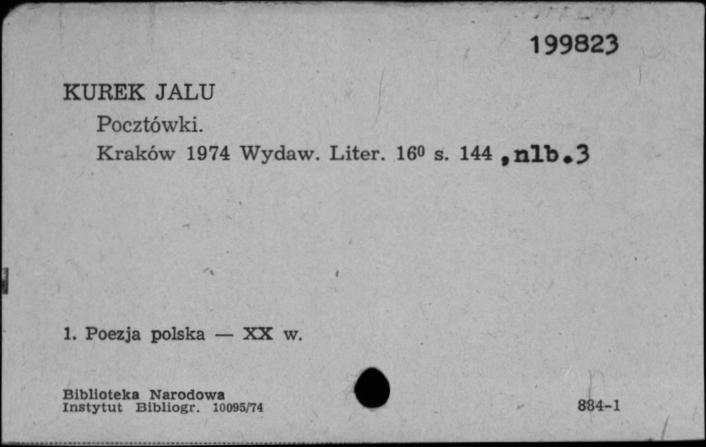 199823
KUREK JALU
Pocztówki.
Kraków 1974 Wydaw. Liter. 16⁰ s. 144 , nlb.3
1. Poezja polska — XX w.
Biblioteka Narodowa
Instytut Bibliogr. 10095/74
884-1